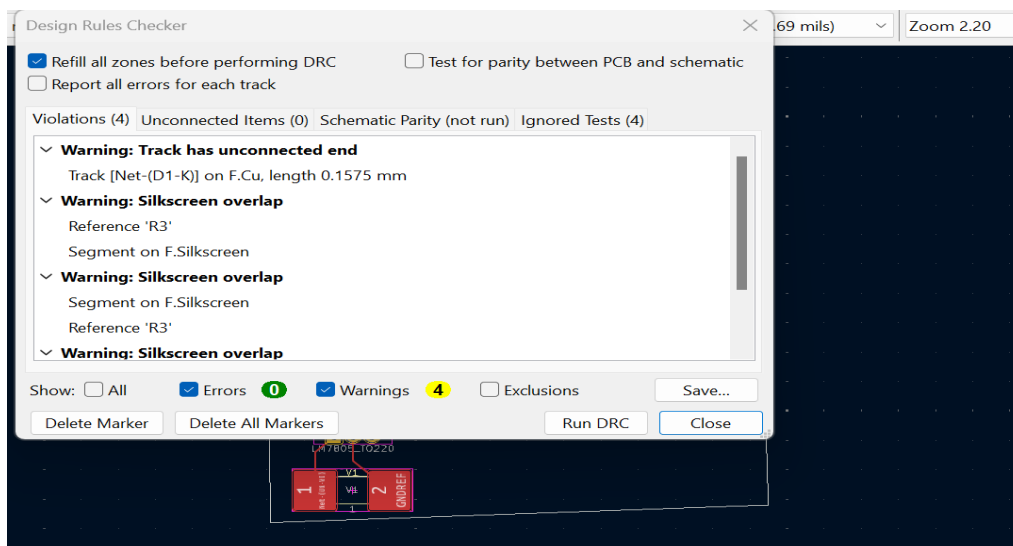 Design Rules Checker
.69 mils) Zoom 2.20
Refill all zones before performing DRC Test for parity between PCB and schematic
Report all errors for each track
Violations (4) Unconnected Items (0) Schematic Parity (not run) Ignored Tests (4)
Warning: Track has unconnected end
Track [Net-(D1-K)] on F.Cu, length 0.1575 mm
Warning: Silkscreen overlap
Reference 'R3'
Segment on F.Silkscreen
Warning: Silkscreen overlap
Segment on F.Silkscreen
Reference 'R3'
Warning: Silkscreen overlap
Show: All Errors 0 Warnings 4 Exclusions Save...
Delete Marker Delete All Markers Run DRC Close
LM7805_TO220
V1
1 2 GNDREF
1